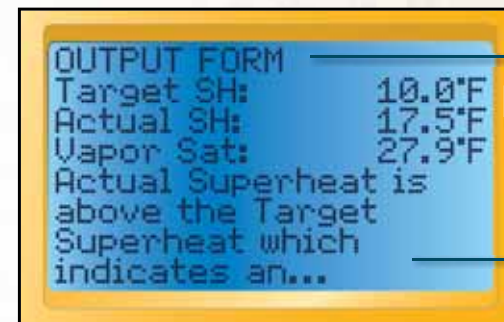 OUTPUT FORM
Target SH: 10.0°F
Actual SH: 17.5°F
Vapor Sat: 27.9°F
Actual Superheat is
above the Target
Superheat which
indicates an...